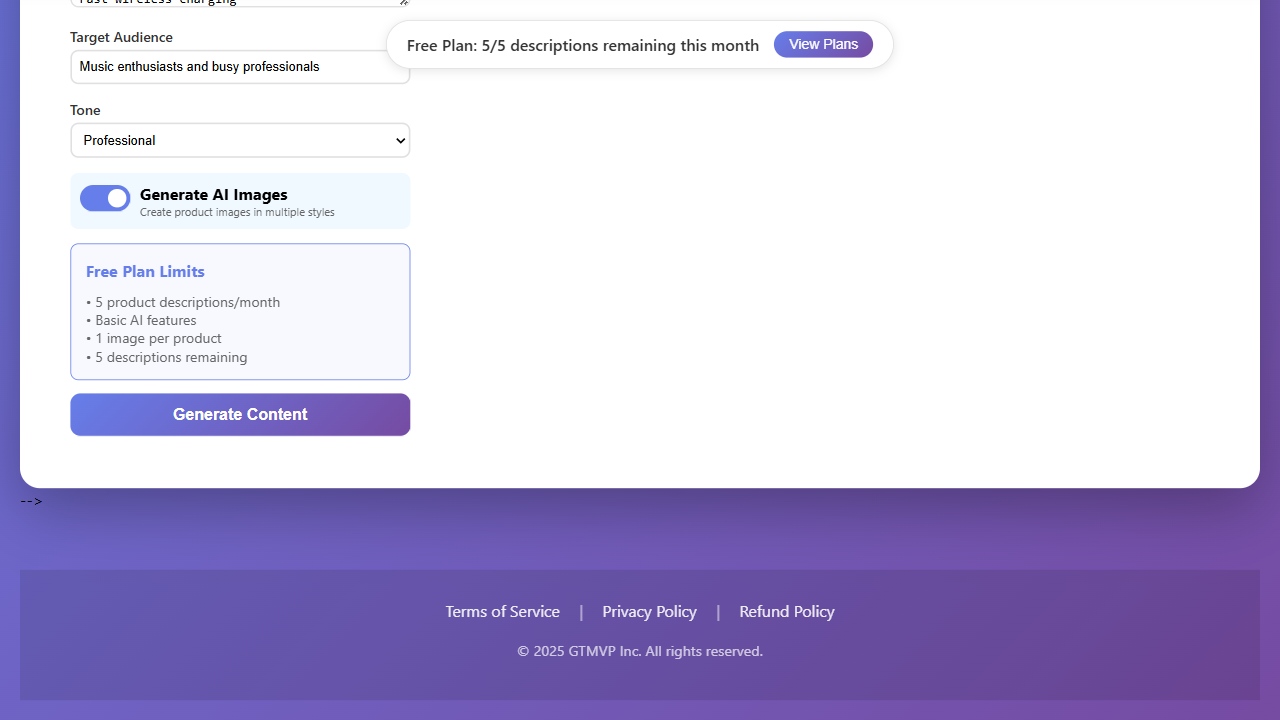 Fast wireless charging
Free Plan: 5/5 descriptions remaining this month
View Plans
Target Audience
Music enthusiasts and busy professionals
Tone
Professional
Generate AI Images
Create product images in multiple styles
Free Plan Limits
• 5 product descriptions/month
• Basic AI features
• 1 image per product
• 5 descriptions remaining
Generate Content
-->
Terms of Service | Privacy Policy | Refund Policy
© 2025 GTMVP Inc. All rights reserved.